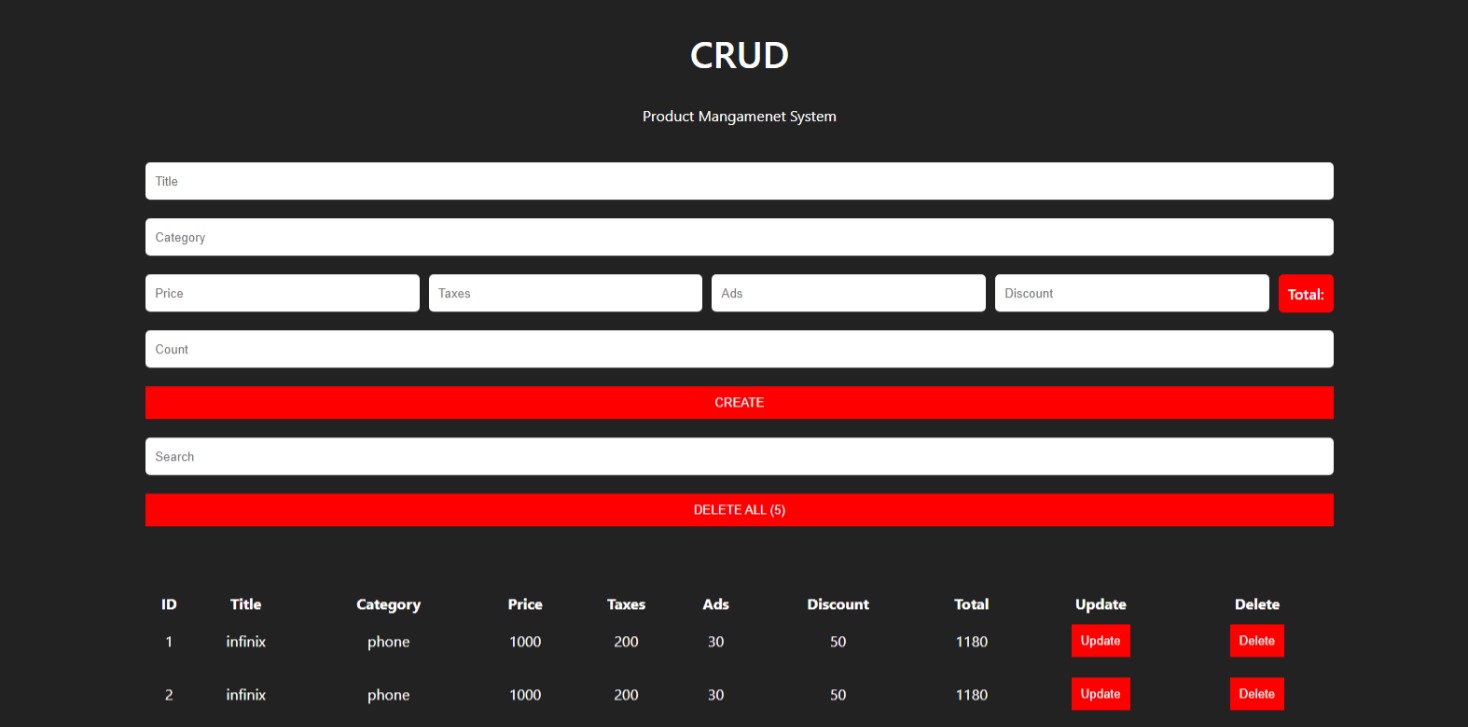 CRUD
Product Mangamenet System
Title
Category
Price Taxes Ads Discount Total:
Count
CREATE
Search
DELETE ALL (5)
ID Title Category Price Taxes Ads Discount Total Update Delete
1 infinix phone 1000 200 30 50 1180 Update Delete
2 infinix phone 1000 200 30 50 1180 Update Delete